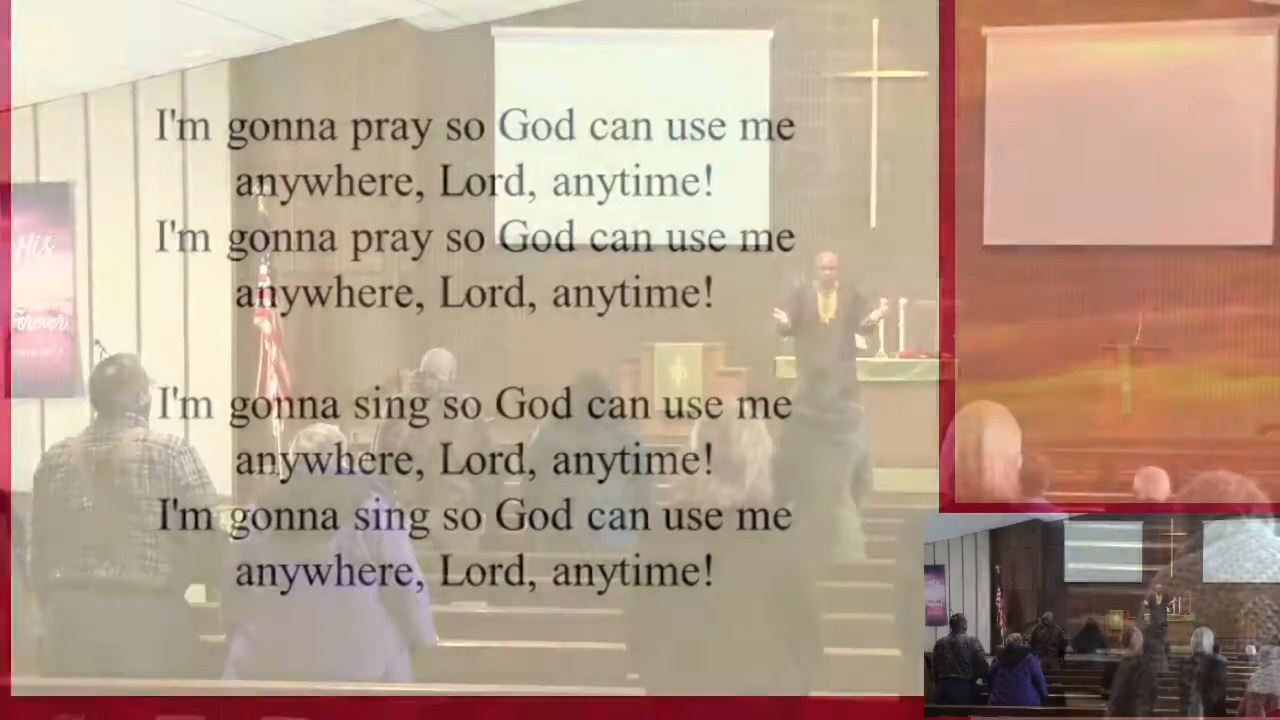 I'm gonna pray so God can use me
anywhere, Lord, anytime!
I'm gonna pray so God can use me
anywhere, Lord, anytime!
I'm gonna sing so God can use me
anywhere, Lord, anytime!
I'm gonna sing so God can use me
anywhere, Lord, anytime!
His
Forever